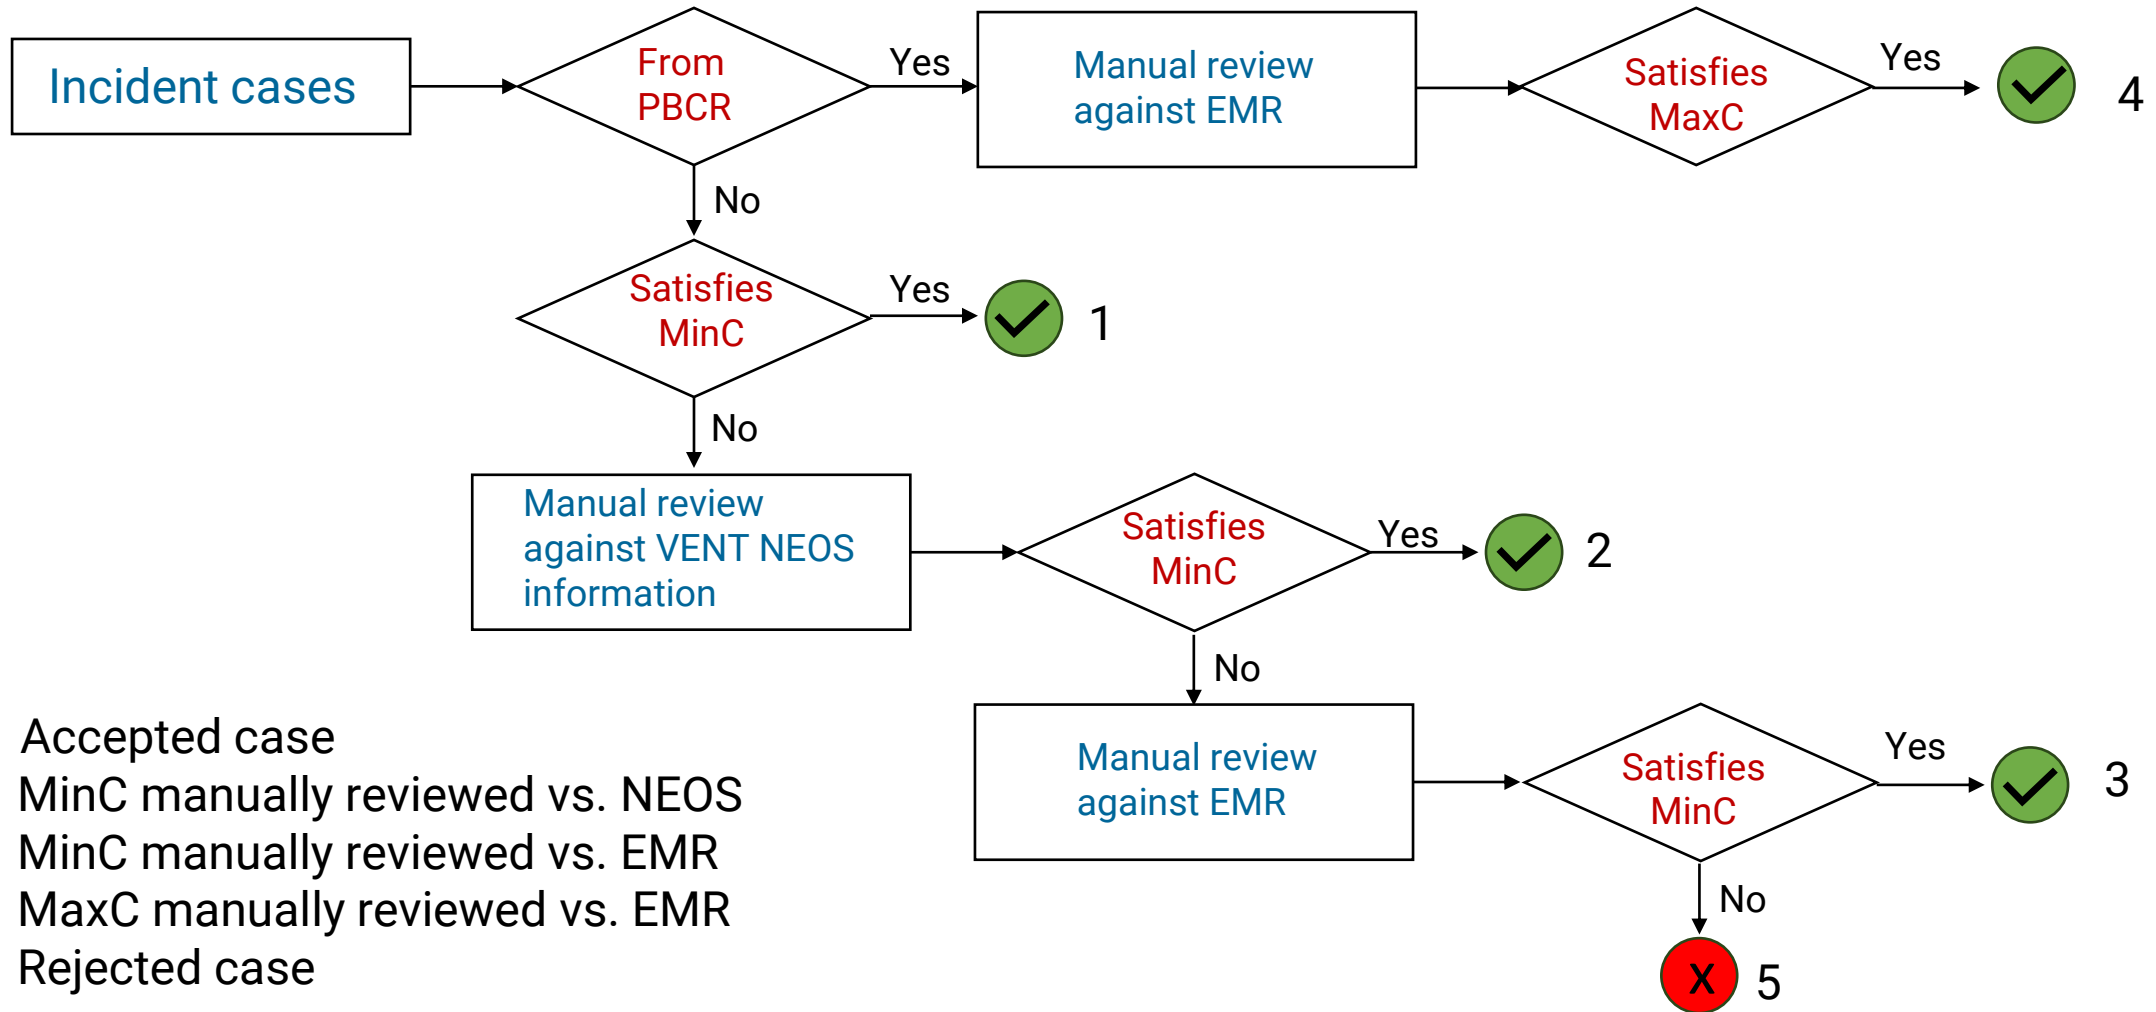 Incident cases
From
PBCR
Yes
Manual review
against EMR
Satisfies
MaxC
Yes
4
No
Satisfies
MinC
Yes
1
No
Manual review
against VENT NEOS
information
Satisfies
MinC
Yes
2
No
Manual review
against EMR
Satisfies
MinC
Yes
3
No
X
5
Accepted case
MinC manually reviewed vs. NEOS
MinC manually reviewed vs. EMR
MaxC manually reviewed vs. EMR
Rejected case